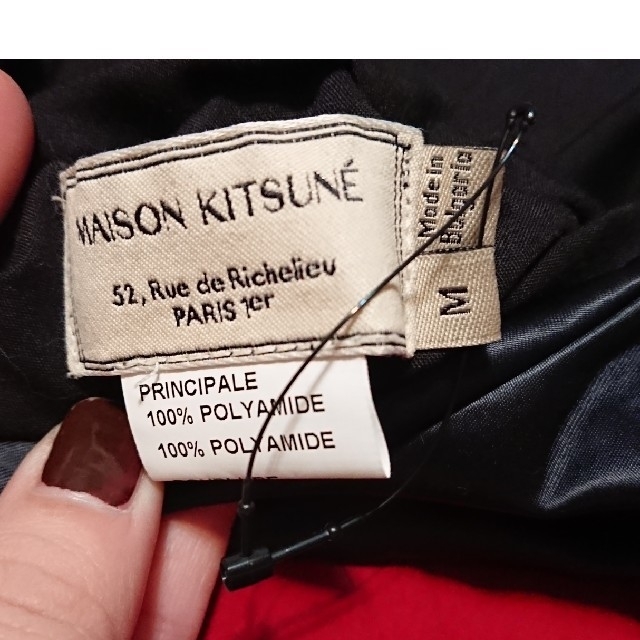 MAISON KITSUNÉ
52, Rue de Richelieu
PARIS 1er
Made in
Bulgaria
M
PRINCIPALE
100% POLYAMIDE
100% POLYAMIDE